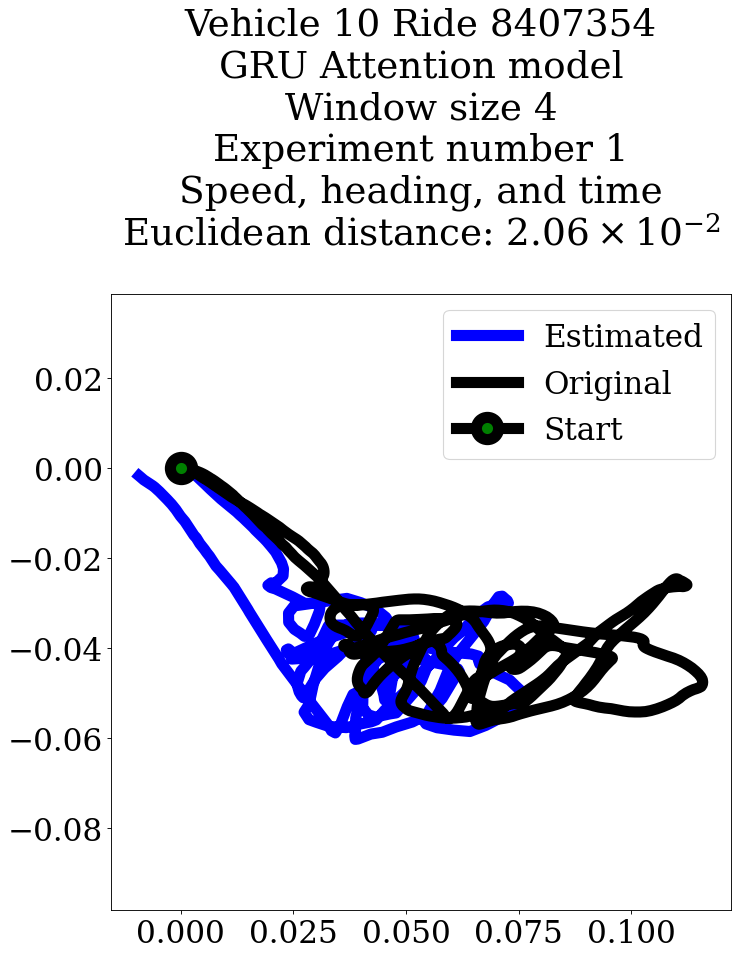 Vehicle 10 Ride 8407354
GRU Attention model
Window size 4
Experiment number 1
Speed, heading, and time
Euclidean distance: 2.06 × 10⁻²
Estimated
Original
Start
0.02
0.00
−0.02
−0.04
−0.06
−0.08
0.000 0.025 0.050 0.075 0.100